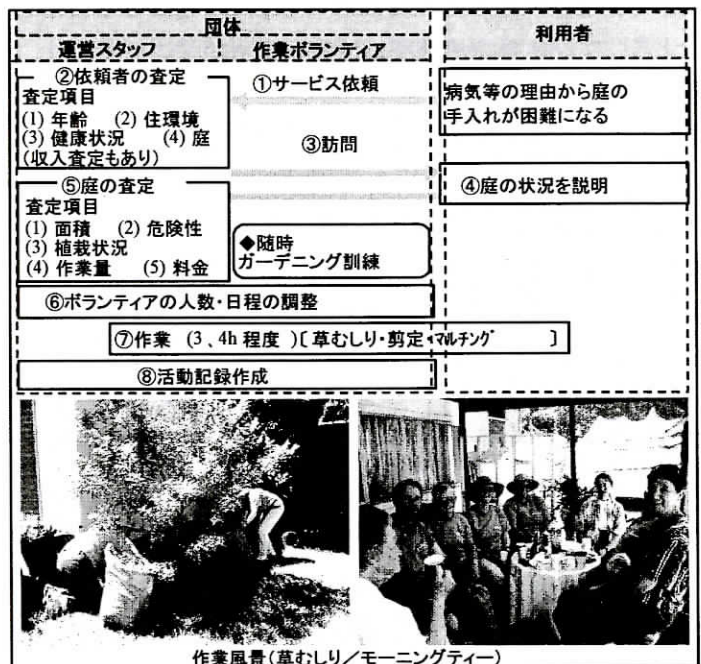 団体
運営スタッフ
作業ボランティア
利用者
②依頼者の査定
査定項目
(1) 年齢 (2) 住環境
(3) 健康状況 (4) 庭
(収入査定もあり)
①サービス依頼
病気等の理由から庭の
手入れが困難になる
③訪問
④庭の状況を説明
⑤庭の査定
査定項目
(1) 面積 (2) 危険性
(3) 植栽状況
(4) 作業量 (5) 料金
◆随時
ガーデニング訓練
⑥ボランティアの人数・日程の調整
⑦作業 (3、4h 程度)〔草むしり・剪定・マルチング 〕
⑧活動記録作成
作業風景(草むしり/モーニングティー)